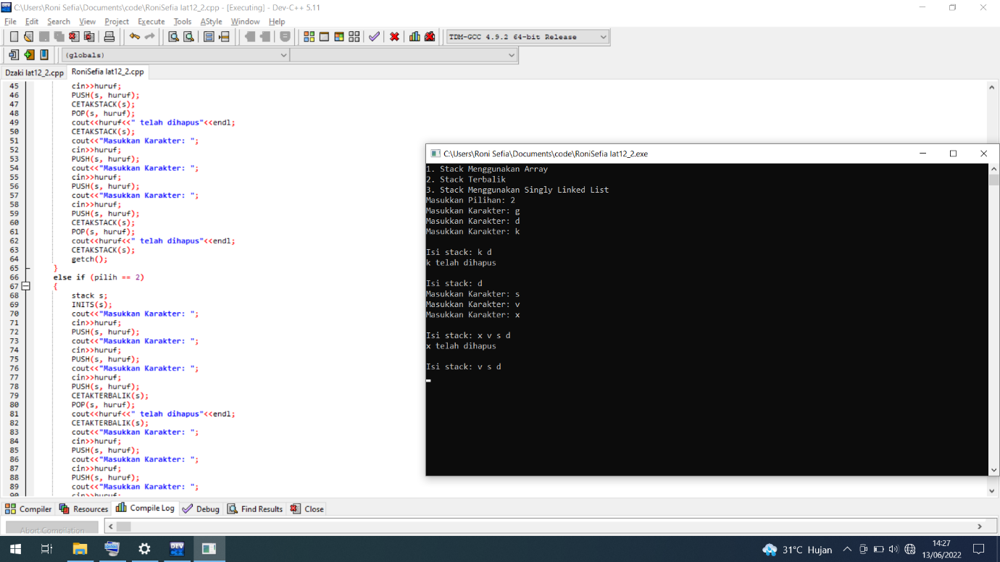 C:\Users\Roni Sefia\Documents\code\RoniSefia lat12_2.cpp - [Executing] - Dev-C++ 5.11
File Edit Search View Project Execute Tools AStyle Window Help
TDM-GCC 4.9.2 64-bit Release
(globals)
Dzaki lat12_2.cpp RoniSefia lat12_2.cpp
45 cin>>huruf;
46 PUSH(s, huruf);
47 CETAKSTACK(s);
48 POP(s, huruf);
49 cout<<huruf<<" telah dihapus"<<endl;
50 CETAKSTACK(s);
51 cout<<"Masukkan Karakter: ";
52 cin>>huruf;
53 PUSH(s, huruf);
54 cout<<"Masukkan Karakter: ";
55 cin>>huruf;
56 PUSH(s, huruf);
57 cout<<"Masukkan Karakter: ";
58 cin>>huruf;
59 PUSH(s, huruf);
60 CETAKSTACK(s);
61 POP(s, huruf);
62 cout<<huruf<<" telah dihapus"<<endl;
63 CETAKSTACK(s);
64 getch();
65 }
66 else if (pilih == 2)
67 {
68 stack s;
69 INITS(s);
70 cout<<"Masukkan Karakter: ";
71 cin>>huruf;
72 PUSH(s, huruf);
73 cout<<"Masukkan Karakter: ";
74 cin>>huruf;
75 PUSH(s, huruf);
76 cout<<"Masukkan Karakter: ";
77 cin>>huruf;
78 PUSH(s, huruf);
79 CETAKTERBALIK(s);
80 POP(s, huruf);
81 cout<<huruf<<" telah dihapus"<<endl;
82 CETAKTERBALIK(s);
83 cout<<"Masukkan Karakter: ";
84 cin>>huruf;
85 PUSH(s, huruf);
86 cout<<"Masukkan Karakter: ";
87 cin>>huruf;
88 PUSH(s, huruf);
89 cout<<"Masukkan Karakter: ";
90 cin>>huruf;
C:\Users\Roni Sefia\Documents\code\RoniSefia lat12_2.exe
1. Stack Menggunakan Array
2. Stack Terbalik
3. Stack Menggunakan Singly Linked List
Masukkan Pilihan: 2
Masukkan Karakter: g
Masukkan Karakter: d
Masukkan Karakter: k
Isi stack: k d
k telah dihapus
Isi stack: d
Masukkan Karakter: s
Masukkan Karakter: v
Masukkan Karakter: x
Isi stack: x v s d
x telah dihapus
Isi stack: v s d
Compiler Resources Compile Log Debug Find Results Close
Abort Compilation
DEV
31°C Hujan
14:27
13/06/2022